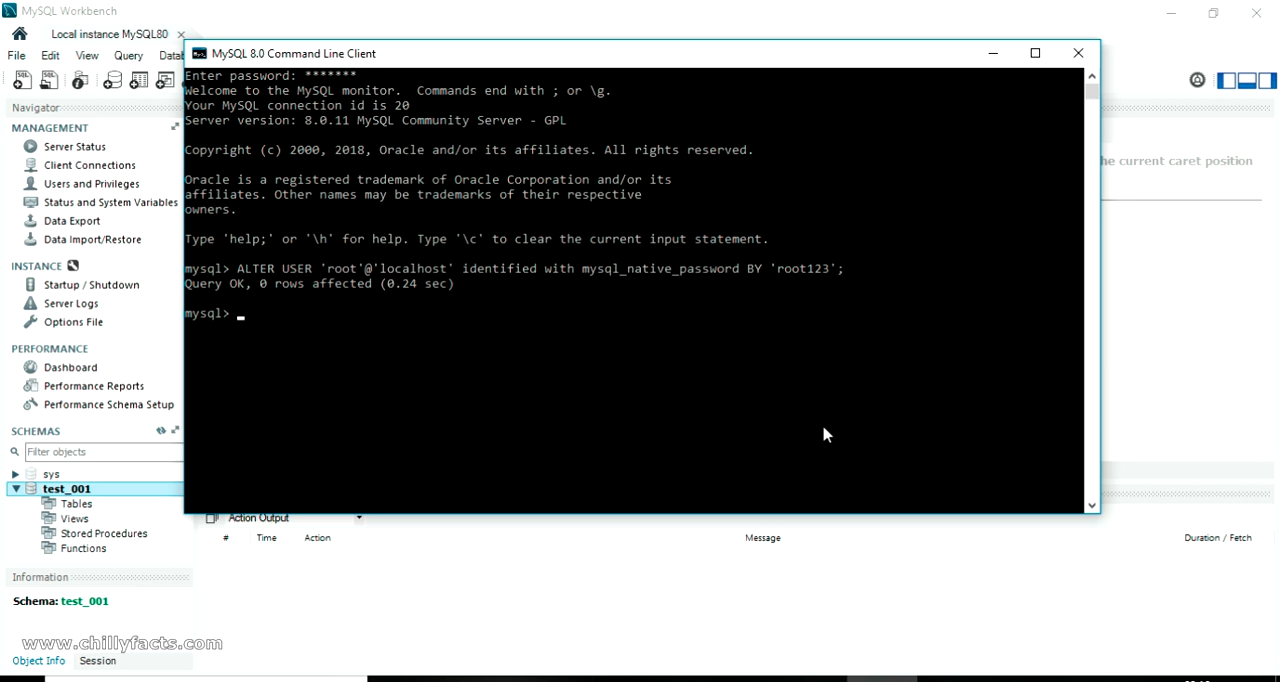 MySQL Workbench
Local instance MySQL80
File Edit View Query Datab
Navigator
MANAGEMENT
Server Status
Client Connections
Users and Privileges
Status and System Variables
Data Export
Data Import/Restore
INSTANCE
Startup / Shutdown
Server Logs
Options File
PERFORMANCE
Dashboard
Performance Reports
Performance Schema Setup
SCHEMAS
Filter objects
sys
test_001
Tables
Views
Stored Procedures
Functions
Information
Schema: test_001
www.chillyfacts.com
Object Info Session
MySQL 8.0 Command Line Client
Enter password: *******
Welcome to the MySQL monitor.  Commands end with ; or \g.
Your MySQL connection id is 20
Server version: 8.0.11 MySQL Community Server - GPL
Copyright (c) 2000, 2018, Oracle and/or its affiliates. All rights reserved.
Oracle is a registered trademark of Oracle Corporation and/or its
affiliates. Other names may be trademarks of their respective
owners.
Type 'help;' or '\h' for help. Type '\c' to clear the current input statement.
mysql> ALTER USER 'root'@'localhost' identified with mysql_native_password BY 'root123';
Query OK, 0 rows affected (0.24 sec)
mysql>
he current caret position
Action Output
# Time Action Message Duration / Fetch